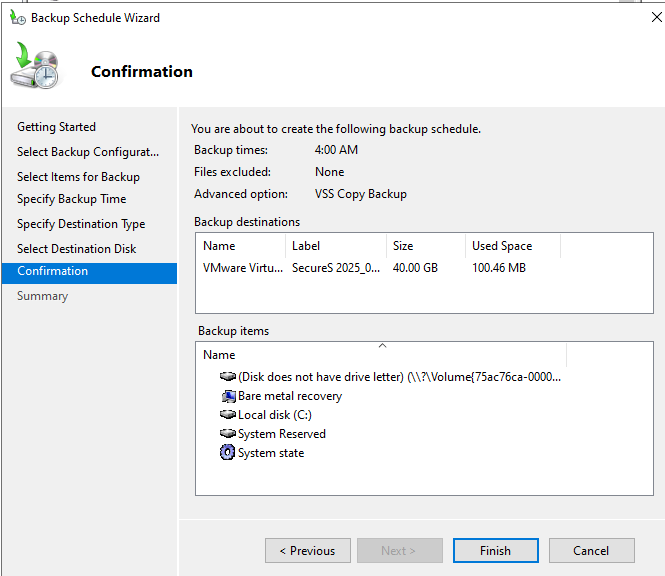 Backup Schedule Wizard
Confirmation
Getting Started
Select Backup Configurat...
Select Items for Backup
Specify Backup Time
Specify Destination Type
Select Destination Disk
Confirmation
Summary
You are about to create the following backup schedule.
Backup times: 4:00 AM
Files excluded: None
Advanced option: VSS Copy Backup
Backup destinations
Name Label Size Used Space
VMware Virtu... SecureS 2025_0... 40.00 GB 100.46 MB
Backup items
Name
(Disk does not have drive letter) (\\?\Volume{75ac76ca-0000...
Bare metal recovery
Local disk (C:)
System Reserved
System state
< Previous Next > Finish Cancel